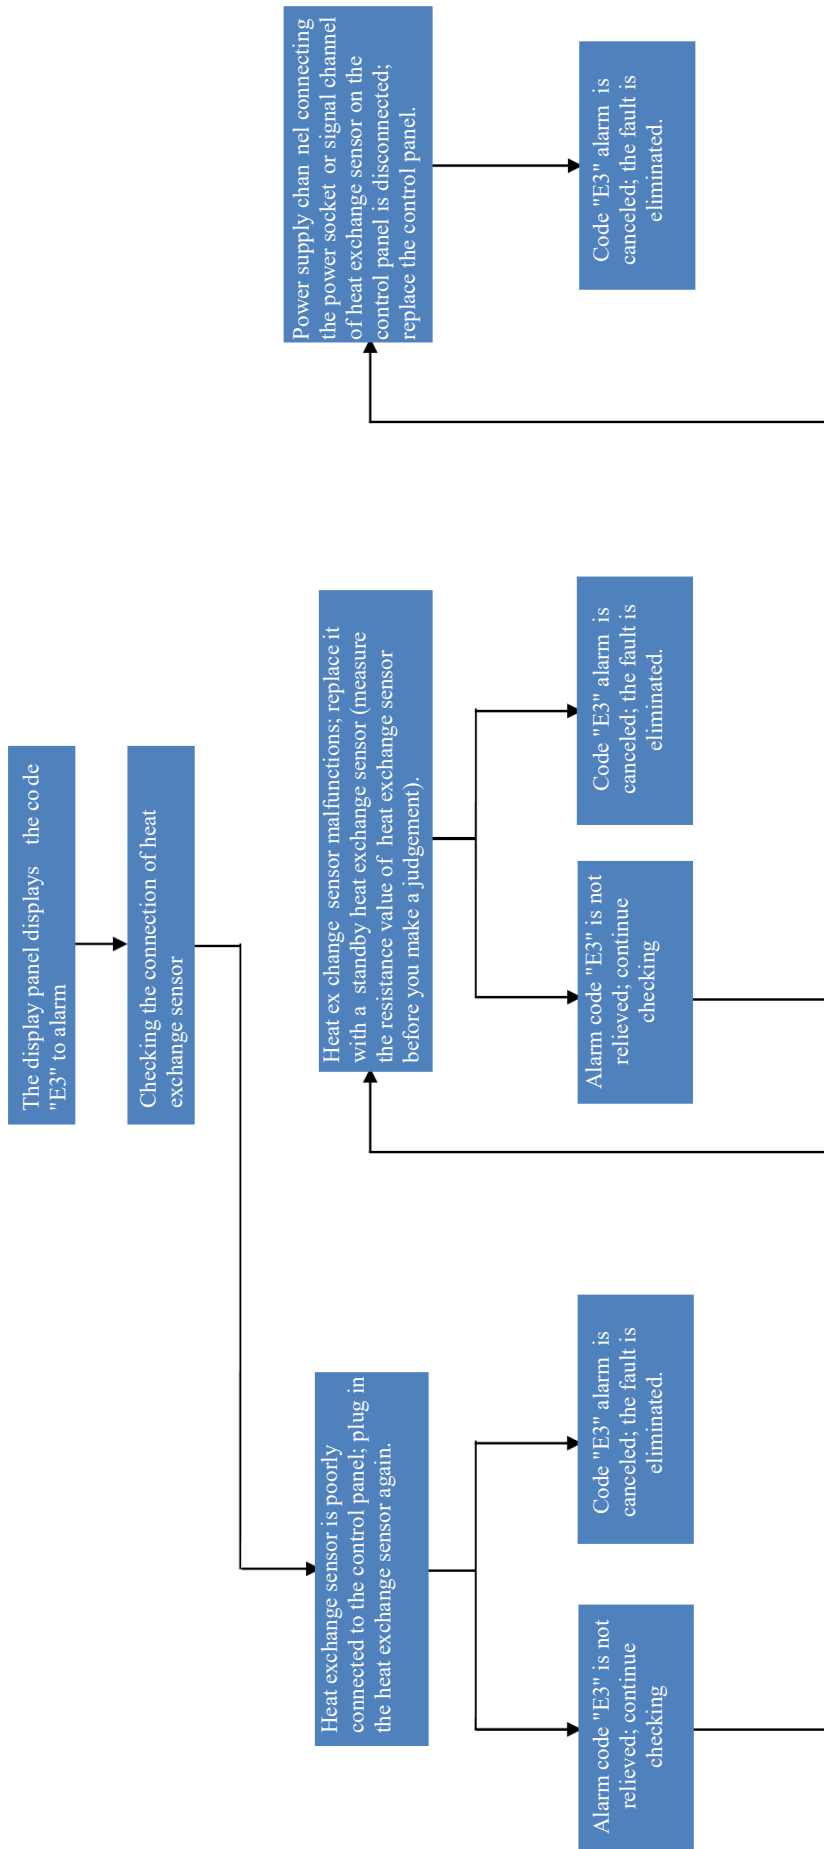 The display panel displays the code
"E3" to alarm
Checking the connection of heat
exchange sensor
Heat exchange sensor is poorly
connected to the control panel; plug in
the heat exchange sensor again.
Alarm code "E3" is not
relieved; continue
checking
Code "E3" alarm is
canceled; the fault is
eliminated.
Heat ex change sensor malfunctions; replace it
with a standby heat exchange sensor (measure
the resistance value of heat exchange sensor
before you make a judgement).
Alarm code "E3" is not
relieved; continue
checking
Code "E3" alarm is
canceled; the fault is
eliminated.
Power supply chan nel connecting
the power socket or signal channel
of heat exchange sensor on the
control panel is disconnected;
replace the control panel.
Code "E3" alarm is
canceled; the fault is
eliminated.